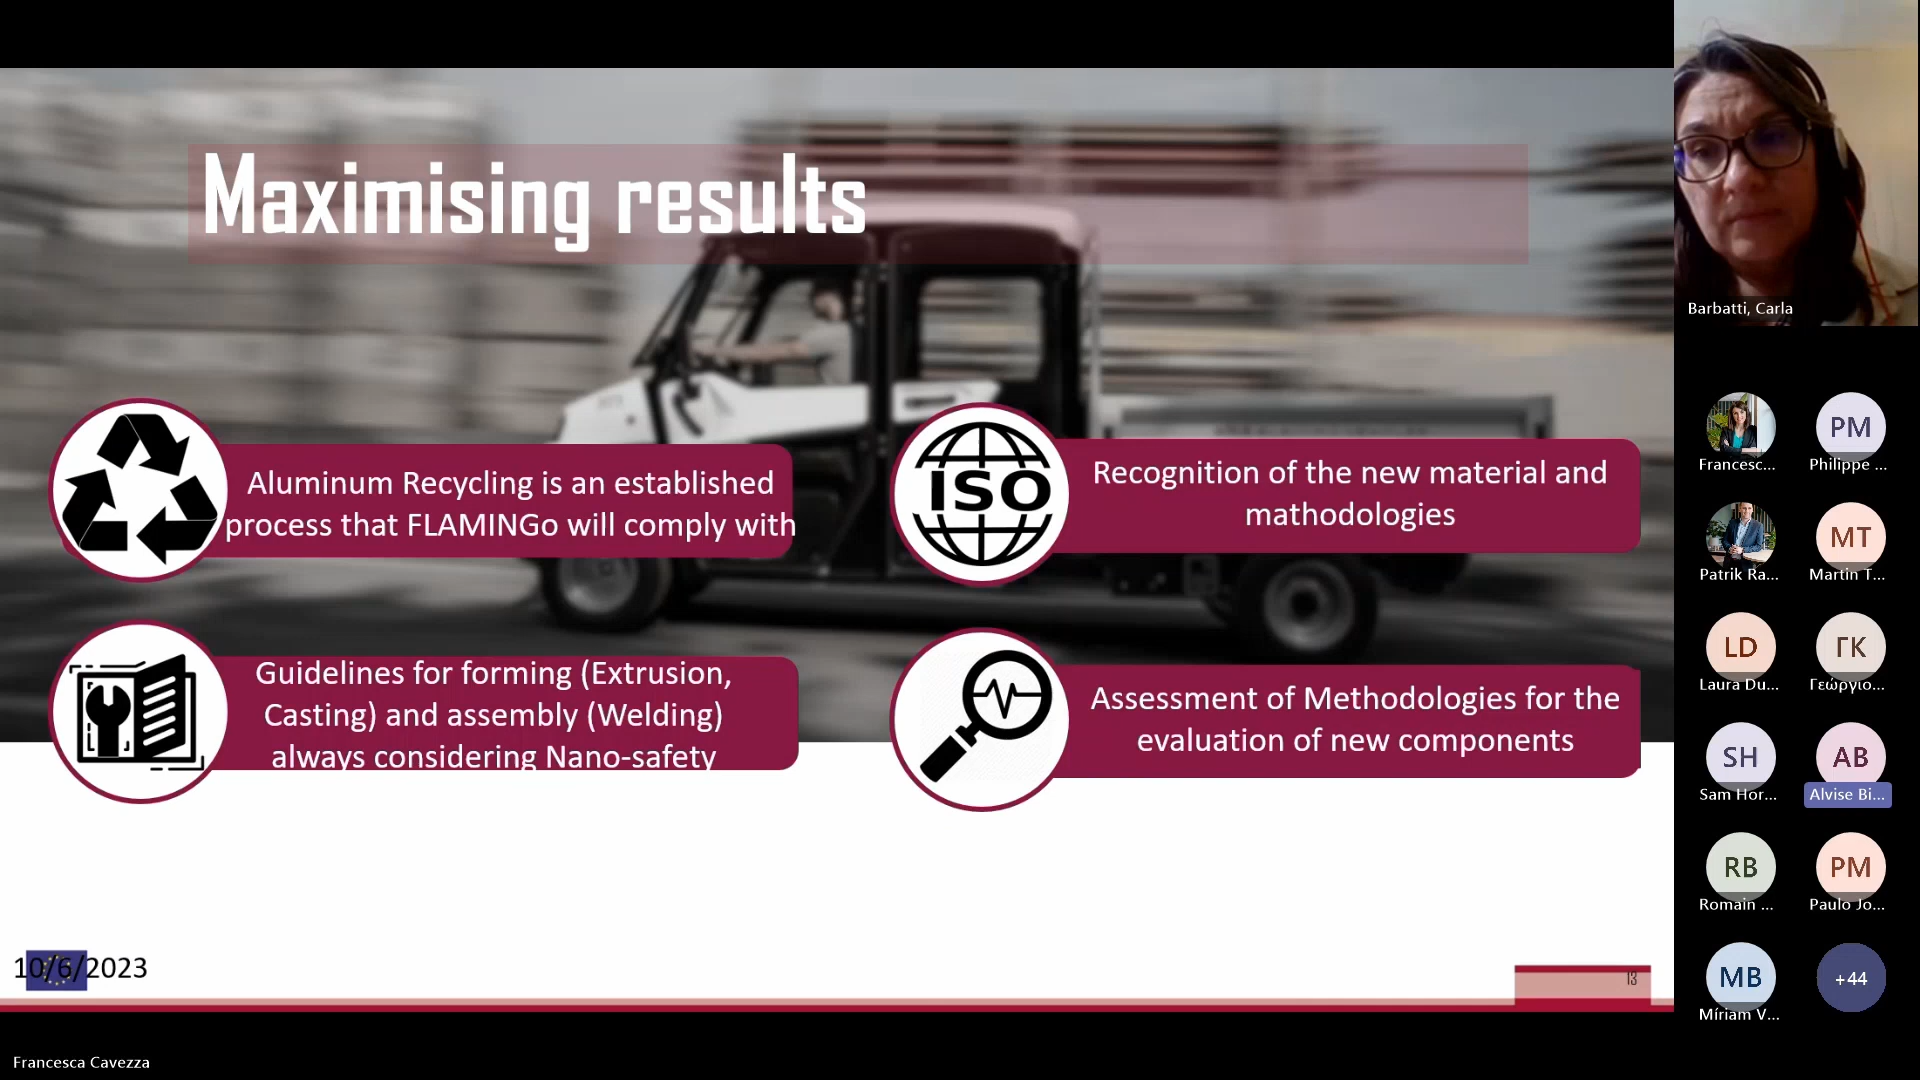 Maximising results
Aluminum Recycling is an established
process that FLAMINGo will comply with
ISO
Recognition of the new material and
mathodologies
Guidelines for forming (Extrusion,
Casting) and assembly (Welding)
always considering Nano-safety
Assessment of Methodologies for the
evaluation of new components
10/6/2023
13
Francesca Cavezza
Barbatti, Carla
Francesc...
PM
Philippe ...
Patrik Ra...
MT
Martin T...
LD
Laura Du...
ΓΚ
Γεώργιο...
SH
Sam Hor...
AB
Alvise Bi...
RB
Romain ...
PM
Paulo Jo...
MB
Míriam V...
+44